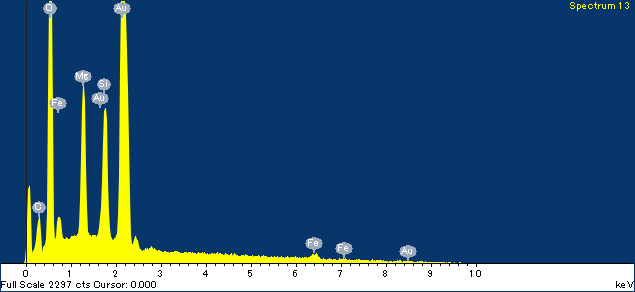 Spectrum 13
O Au
Mg
Si
Fe Au
O
Fe Fe Au
0 1 2 3 4 5 6 7 8 9 10
Full Scale 2297 cts Cursor: 0.000 keV